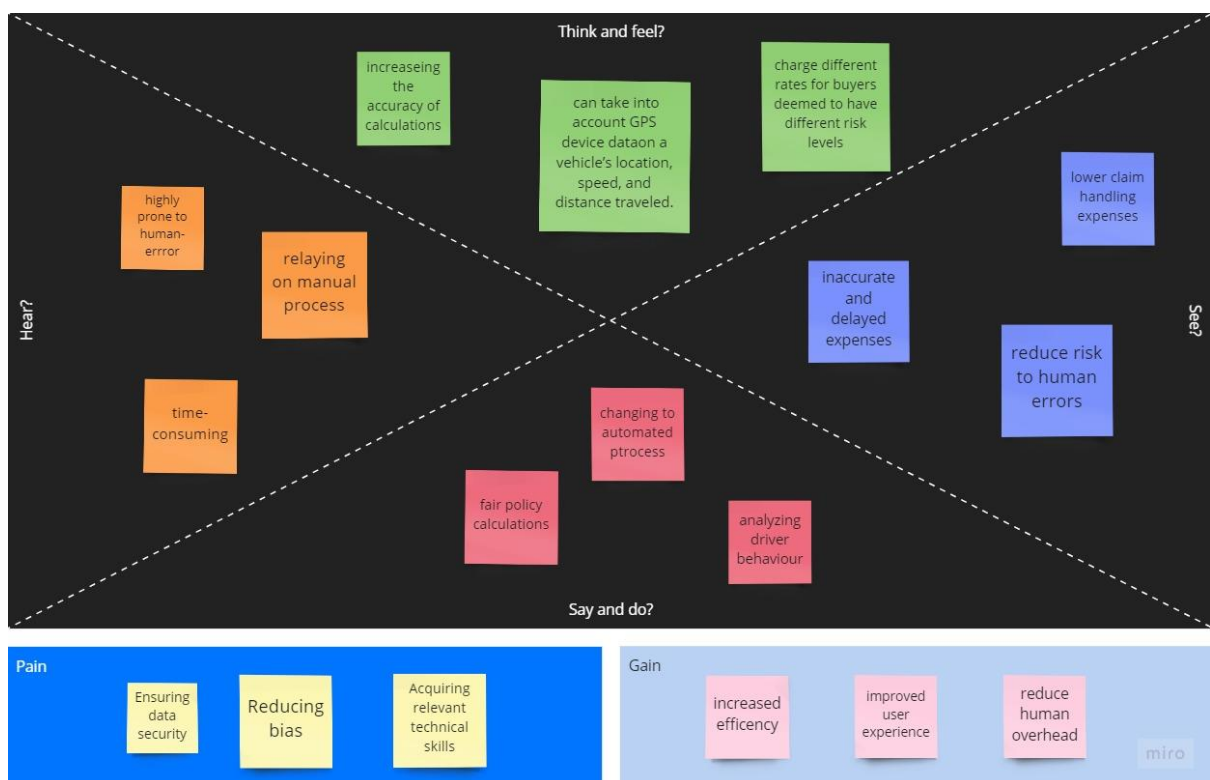 Think and feel?
increaseing
the
accuracy of
calculations
can take into
account GPS
device dataon a
vehicle's location,
speed, and
distance traveled.
charge different
rates for buyers
deemed to have
different risk
levels
Hear?
highly
prone to
human-
errror
relaying
on manual
process
time-
consuming
See?
lower claim
handling
expenses
inaccurate
and
delayed
expenses
reduce risk
to human
errors
changing to
automated
ptrocess
fair policy
calculations
analyzing
driver
behaviour
Say and do?
Pain
Ensuring
data
security
Reducing
bias
Acquiring
relevant
technical
skills
Gain
increased
efficency
improved
user
experience
reduce
human
overhead
miro